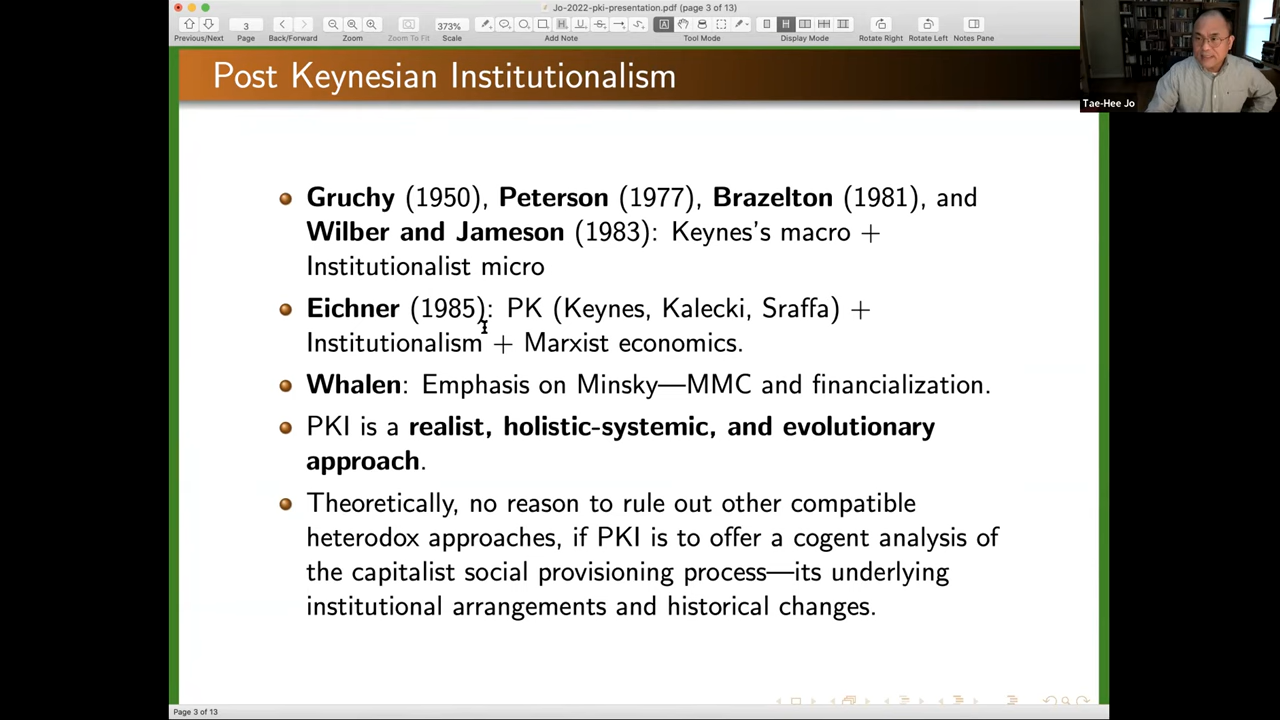 Jo-2022-pki-presentation.pdf (page 3 of 13)
3
373%
Previous/Next Page Back/Forward Zoom Zoom To Fit Scale Add Note Tool Mode Display Mode Rotate Right Rotate Left Notes Pane
Tae-Hee Jo
Post Keynesian Institutionalism
Gruchy (1950), Peterson (1977), Brazelton (1981), and
Wilber and Jameson (1983): Keynes's macro +
Institutionalist micro
Eichner (1985): PK (Keynes, Kalecki, Sraffa) +
Institutionalism + Marxist economics.
Whalen: Emphasis on Minsky—MMC and financialization.
PKI is a realist, holistic-systemic, and evolutionary
approach.
Theoretically, no reason to rule out other compatible
heterodox approaches, if PKI is to offer a cogent analysis of
the capitalist social provisioning process—its underlying
institutional arrangements and historical changes.
Page 3 of 13